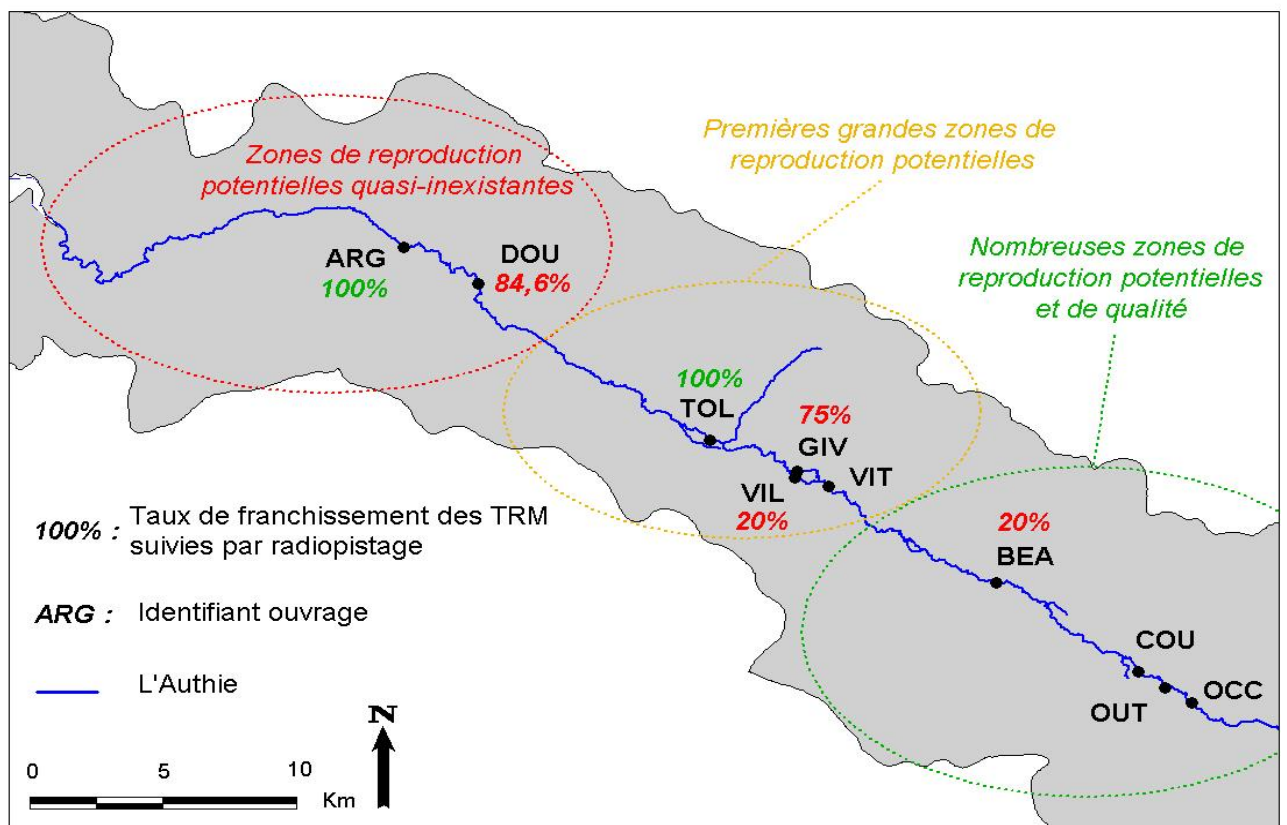 Zones de reproduction
potentielles quasi-inexistantes
Premières grandes zones de
reproduction potentielles
Nombreuses zones de
reproduction potentielles
et de qualité
ARG
100%
DOU
84,6%
100%
TOL
75%
GIV
VIT
VIL
20%
20%
BEA
COU
OUT
OCC
100% : Taux de franchissement des TRM
suivies par radiopistage
ARG : Identifiant ouvrage
L'Authie
N
0 5 10
Km